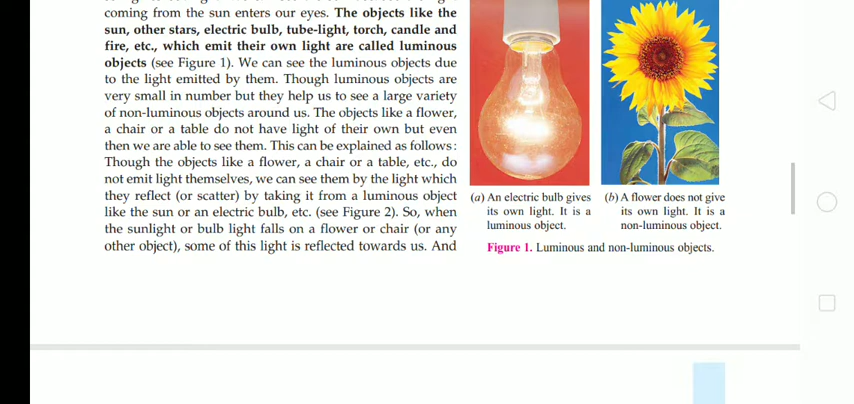 coming from the sun enters our eyes. The objects like the
sun, other stars, electric bulb, tube-light, torch, candle and
fire, etc., which emit their own light are called luminous
objects (see Figure 1). We can see the luminous objects due
to the light emitted by them. Though luminous objects are
very small in number but they help us to see a large variety
of non-luminous objects around us. The objects like a flower,
a chair or a table do not have light of their own but even
then we are able to see them. This can be explained as follows :
Though the objects like a flower, a chair or a table, etc., do
not emit light themselves, we can see them by the light which
they reflect (or scatter) by taking it from a luminous object
like the sun or an electric bulb, etc. (see Figure 2). So, when
the sunlight or bulb light falls on a flower or chair (or any
other object), some of this light is reflected towards us. And
(a) An electric bulb gives
its own light. It is a
luminous object.
(b) A flower does not give
its own light. It is a
non-luminous object.
Figure 1. Luminous and non-luminous objects.